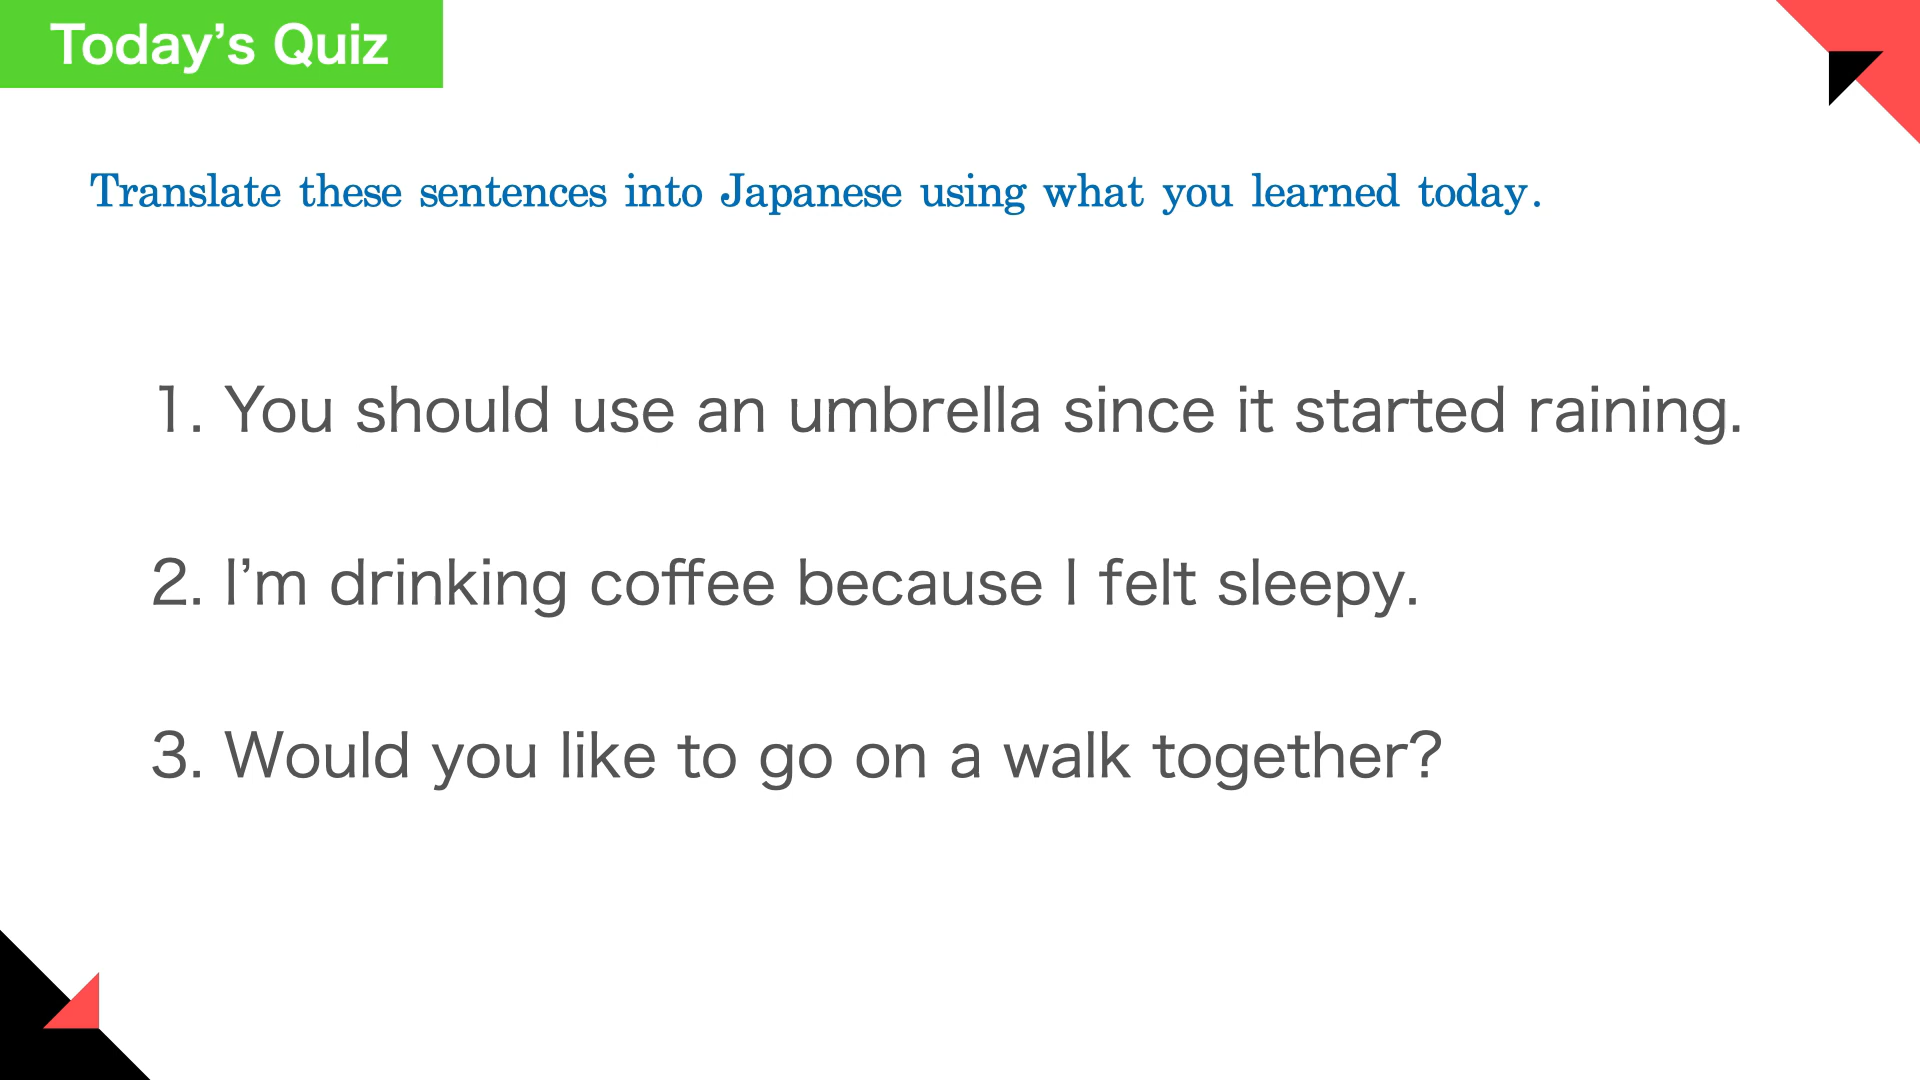 Today’s Quiz
Translate these sentences into Japanese using what you learned today.
1. You should use an umbrella since it started raining.
2. I’m drinking coffee because I felt sleepy.
3. Would you like to go on a walk together?